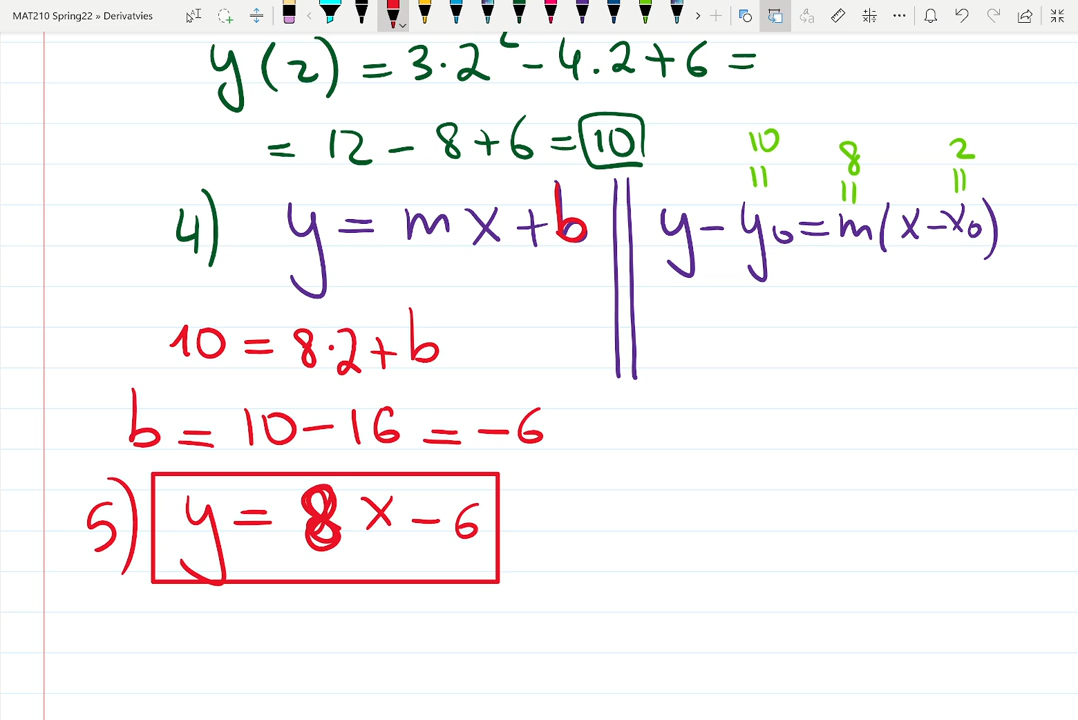 MAT210 Spring22 » Derivatvies
y(2) = 3·2² - 4.2+6 =
= 12 - 8+6 = 10
10 8 2
|| || ||
4) y = mx+b || y - y₀ = m(x-x₀)
10 = 8·2+b
b = 10-16 = -6
5) y = 8x - 6